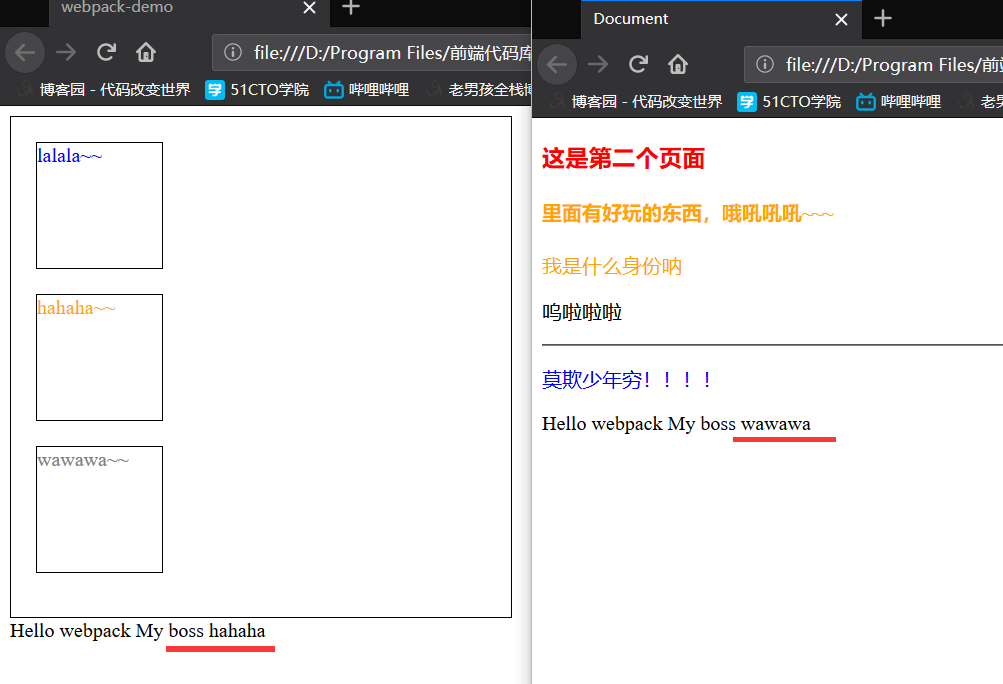 webpack-demo
file:///D:/Program Files/前端代码库
博客园 - 代码改变世界 51CTO学院 哔哩哔哩 老男孩全栈
lalala~~
hahaha~~
wawawa~~
Hello webpack My boss hahaha
Document
file:///D:/Program Files/前
博客园 - 代码改变世界 51CTO学院 哔哩哔哩 老男
这是第二个页面
里面有好玩的东西，哦吼吼吼~~~
我是什么身份呐
呜啦啦啦
莫欺少年穷！！！！
Hello webpack My boss wawawa